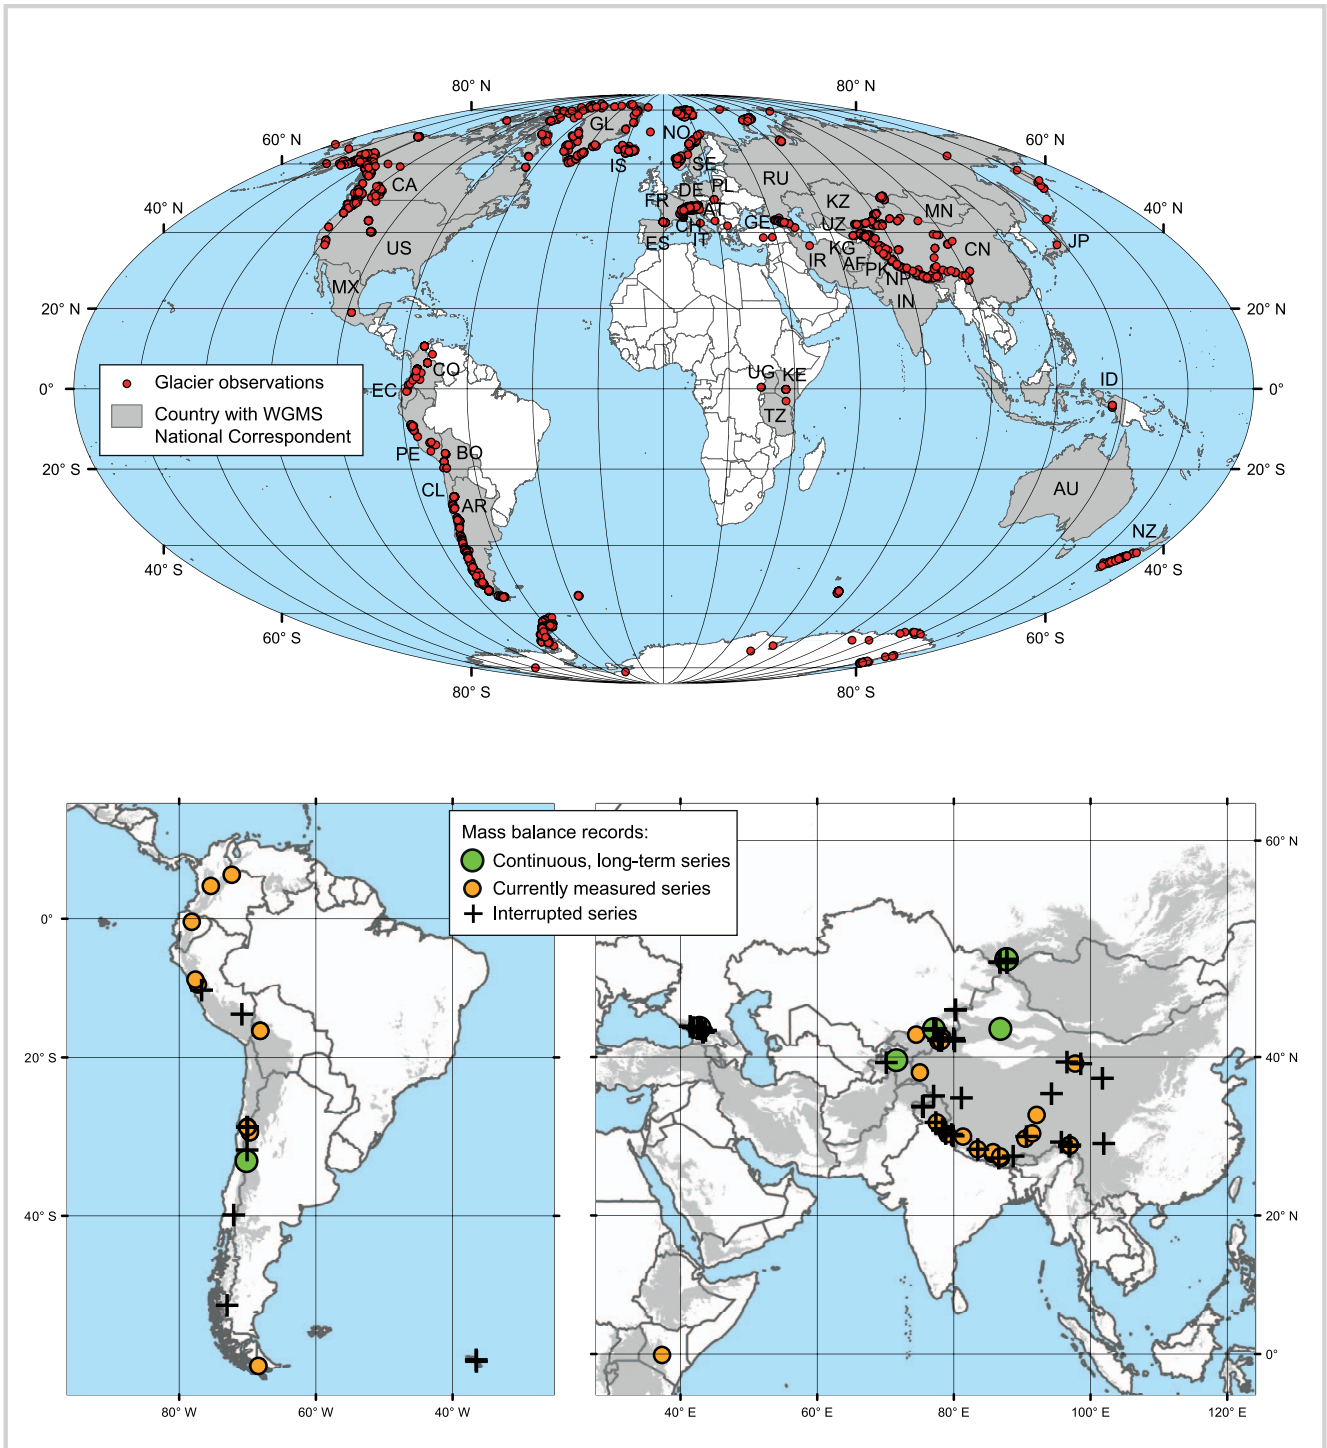 80° N
80° N
60° N
60° N
GL
NO
IS
SE
RU
CA
DE
PL
FR
AT
KZ
MN
40° N
40° N
CH
GE
UZ
US
ES
IT
KG
CN
JP
IR
AF
PK
NP
MX
IN
20° N
20° N
Glacier observations
Country with WGMS
National Correspondent
CO
EC
0°
UG
KE
ID
0°
TZ
PE
BO
20° S
20° S
CL
AR
AU
NZ
40° S
40° S
60° S
60° S
80° S
80° S
Mass balance records:
Continuous, long-term series
Currently measured series
Interrupted series
60° N
0°
20° S
40° N
40° S
20° N
0°
80° W
60° W
40° W
40° E
60° E
80° E
100° E
120° E